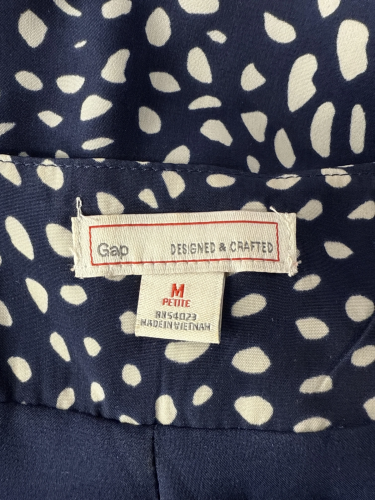 Gap DESIGNED & CRAFTED
M
PETITE
MADE IN VIETNAM